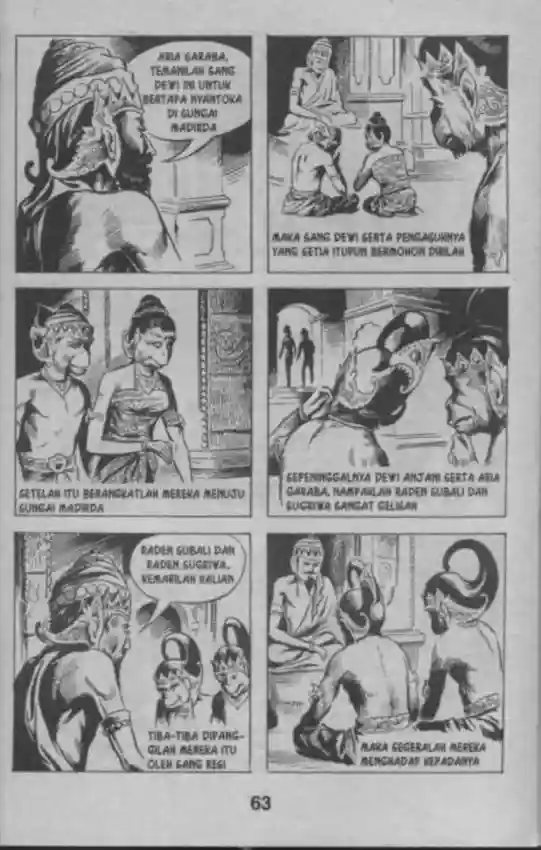 ARIA GARABA,
TEMANILAH SANG
DEWI INI UNTUK
BERTAPA NYANTOKA
DI SUNGAI
MADIRDA
MAKA SANG DEWI SERTA PENGASUHNYA
YANG SETIA ITUPUN BERMOHON DIRILAH
SETELAH ITU BERANGKATLAH MEREKA MENUJU
SUNGAI MADIRDA
SEPENINGGALNYA DEWI ANJANI SERTA ARIA
GARABA, NAMPAKLAH RADEN SUBALI DAN
SUGRIWA SANGAT GELISAH
RADEN SUBALI DAN
RADEN SUGRIWA,
KEMARILAH KALIAN
TIBA-TIBA DIPANG-
GILAH MEREKA ITU
OLEH SANG RESI
MAKA SEGERALAH MEREKA
MENGHADAP KEPADANYA
63